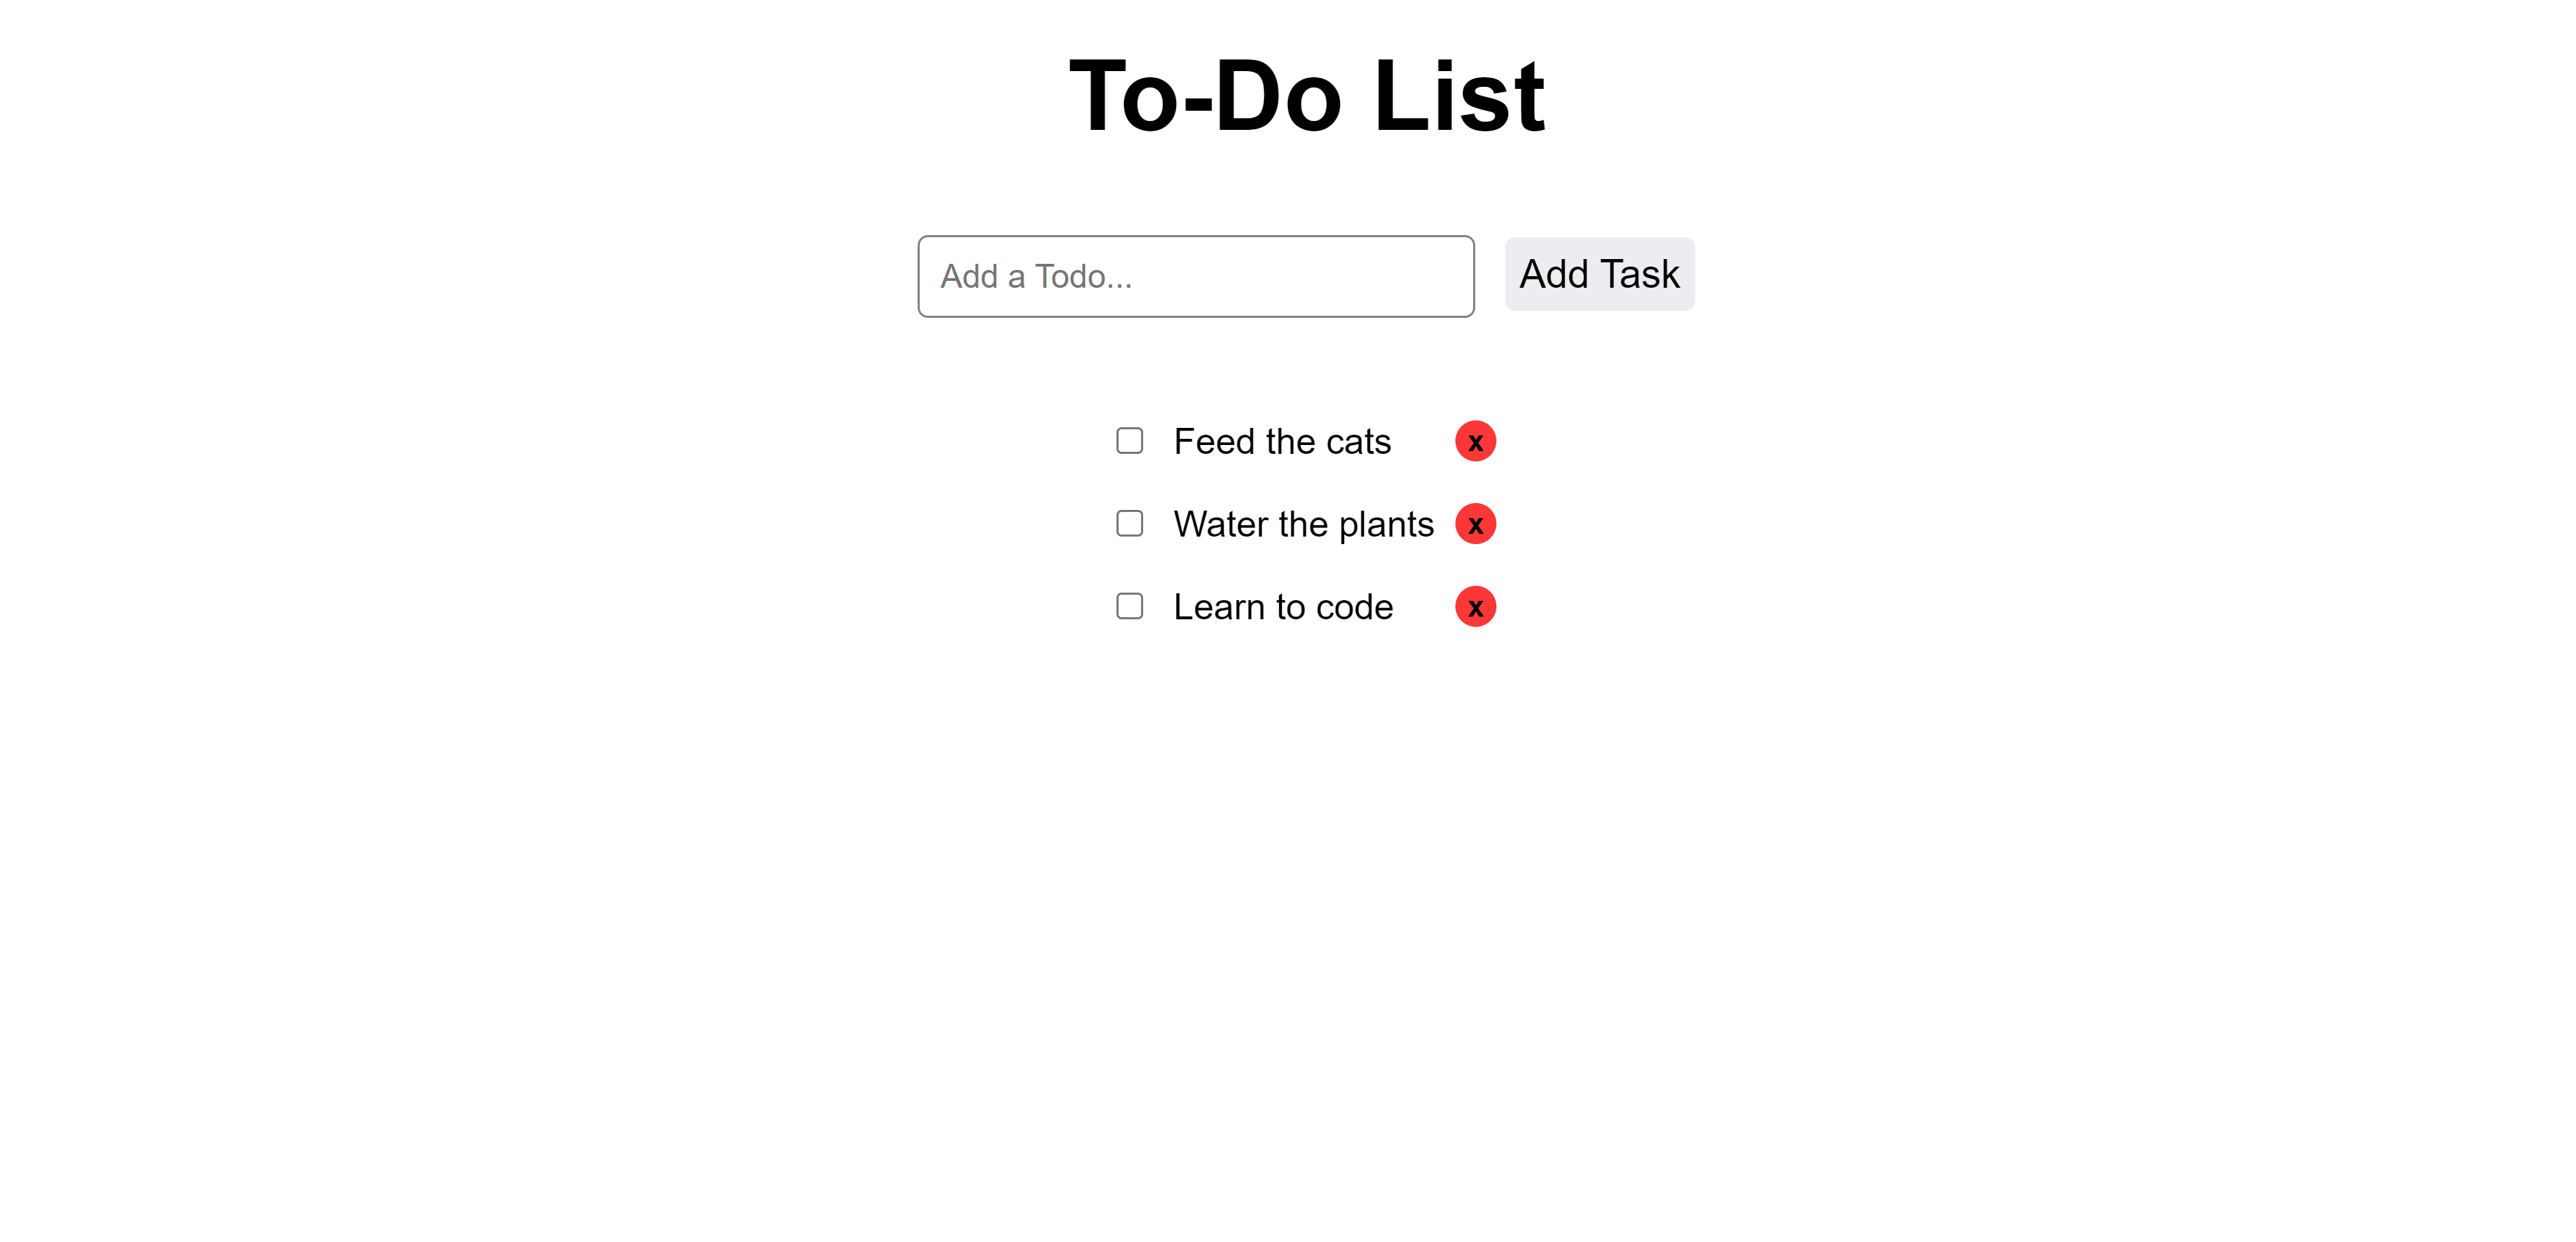 To-Do List
Add a Todo...
Add Task
Feed the cats x
Water the plants x
Learn to code x